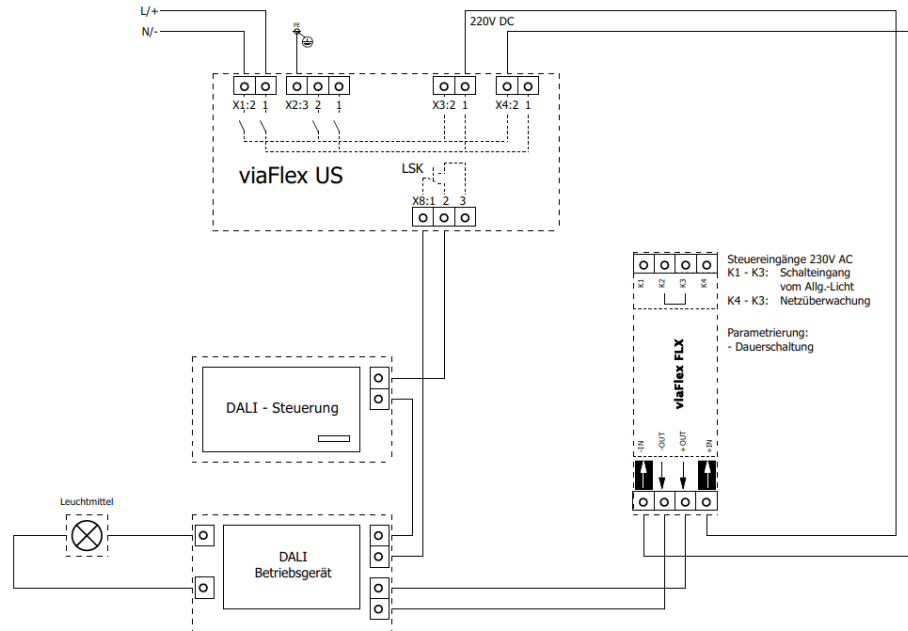 L/+
N/-
PE
220V DC
X1:2 1 X2:3 2 1 X3:2 1 X4:2 1
viaFlex US
LSK
X8:1 2 3
K1 K2 K3 K4
Steuereingänge 230V AC
K1 - K3: Schalteingang
vom Allg.-Licht
K4 - K3: Netzüberwachung
Parametrierung:
- Dauerschaltung
viaFlex FLX
-IN -OUT +OUT +IN
DALI - Steuerung
Leuchtmittel
DALI
Betriebsgerät